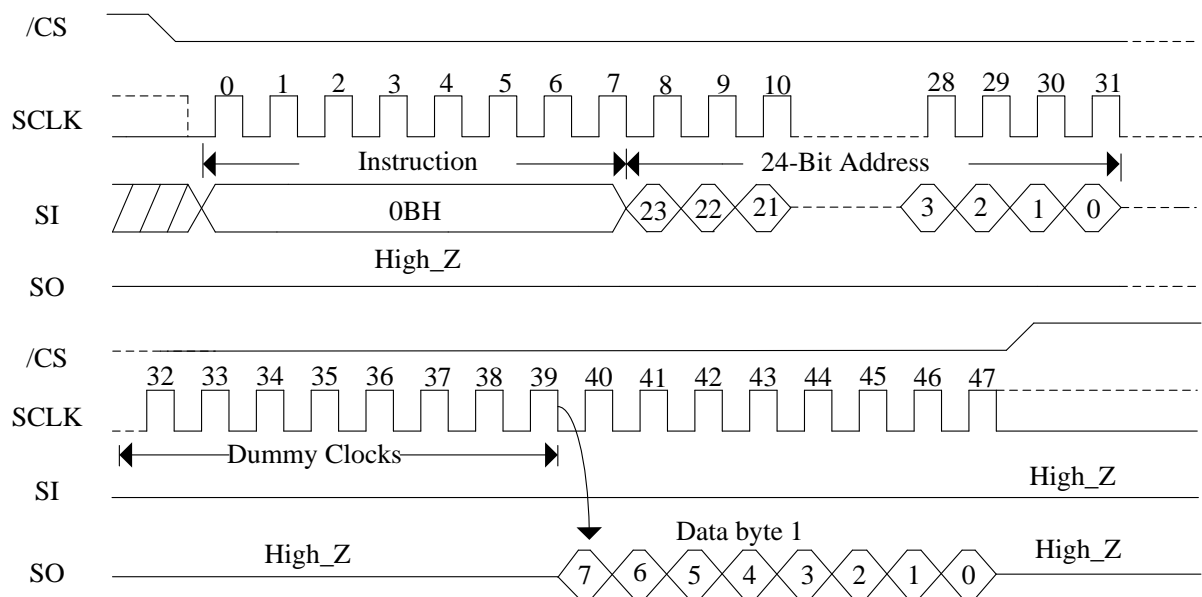 /CS
0 1 2 3 4 5 6 7 8 9 10 28 29 30 31
SCLK
Instruction 24-Bit Address
SI 0BH 23 22 21 3 2 1 0
High_Z
SO
/CS
32 33 34 35 36 37 38 39 40 41 42 43 44 45 46 47
SCLK
Dummy Clocks
High_Z
SI
Data byte 1
High_Z High_Z
SO 7 6 5 4 3 2 1 0